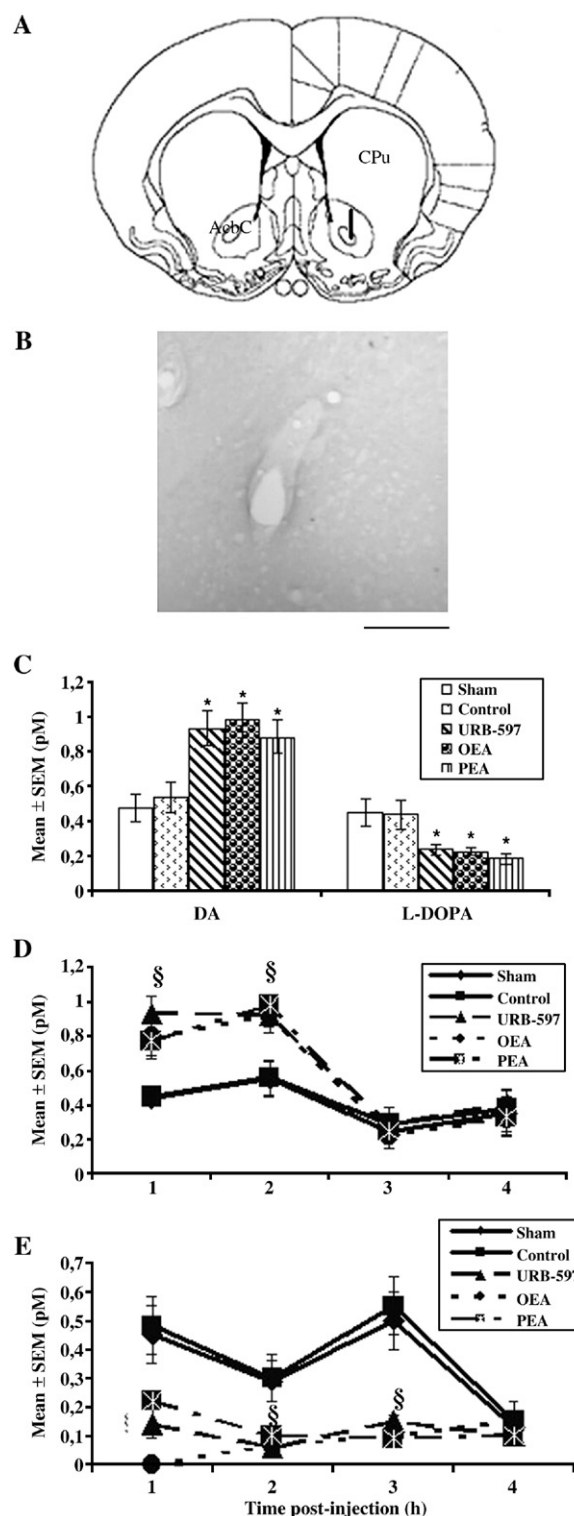 A
CPu
AcbC
B
C
Mean ± SEM (pM)
1,2
1
0,8
0,6
0,4
0,2
0
* * *
* * *
Sham
Control
URB-597
OEA
PEA
DA L-DOPA
D
Mean ± SEM (pM)
1,2
1
0,8
0,6
0,4
0,2
0
§ §
Sham
Control
URB-597
OEA
PEA
1 2 3 4
E
Mean ± SEM (pM)
0,7
0,6
0,5
0,4
0,3
0,2
0,1
0
§ § §
Sham
Control
URB-597
OEA
PEA
1 2 3 4
Time post-injection (h)